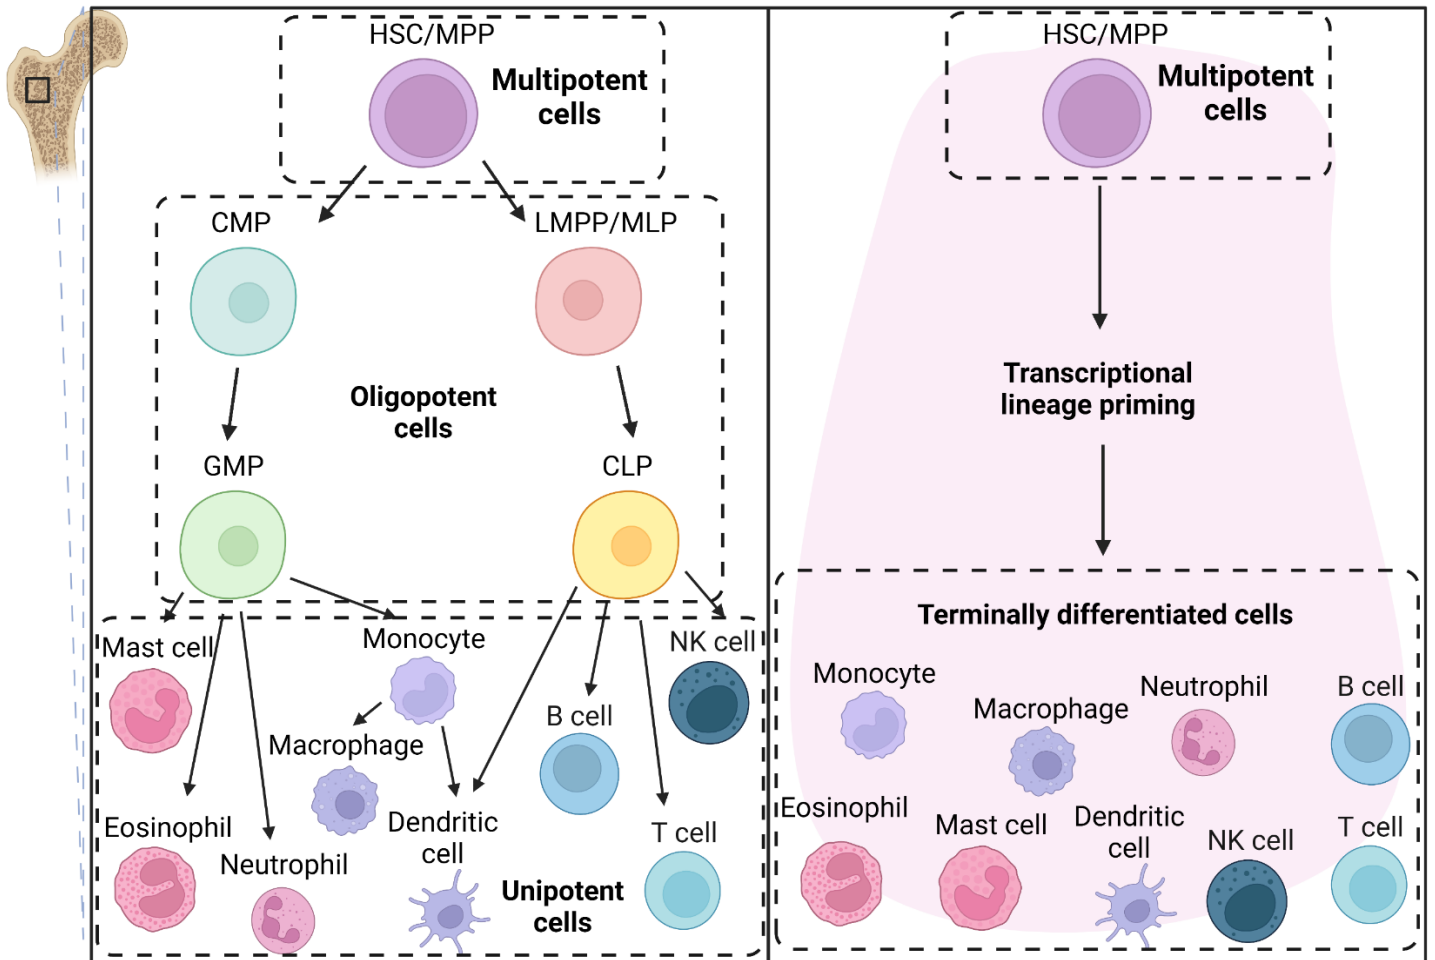 HSC/MPP
Multipotent
cells
CMP
LMPP/MLP
Oligopotent
cells
GMP
CLP
Mast cell
Monocyte
NK cell
B cell
Macrophage
Eosinophil
Dendritic
cell
T cell
Neutrophil
Unipotent
cells
HSC/MPP
Multipotent
cells
Transcriptional
lineage priming
Terminally differentiated cells
Monocyte
Macrophage
Neutrophil
B cell
Eosinophil
Mast cell
Dendritic
cell
NK cell
T cell